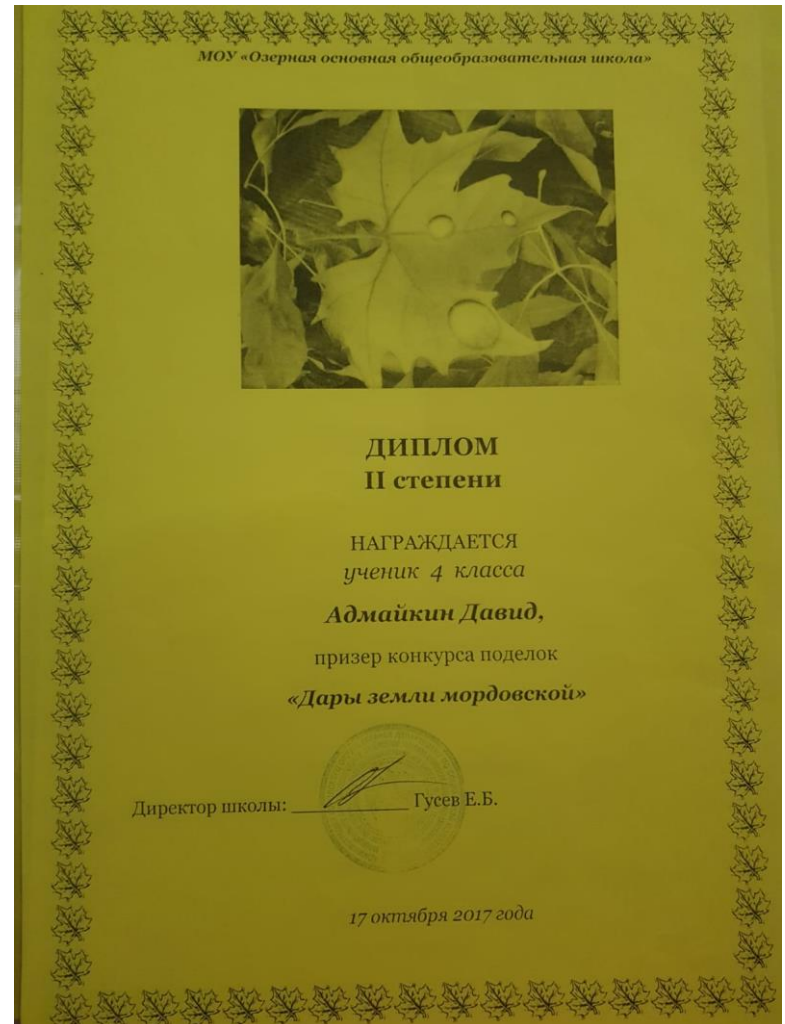 МОУ «Озерная основная общеобразовательная школа»
ДИПЛОМ
II степени
НАГРАЖДАЕТСЯ
ученик 4 класса
Адмайкин Давид,
призер конкурса поделок
«Дары земли мордовской»
Директор школы: ____________ Гусев Е.Б.
17 октября 2017 года